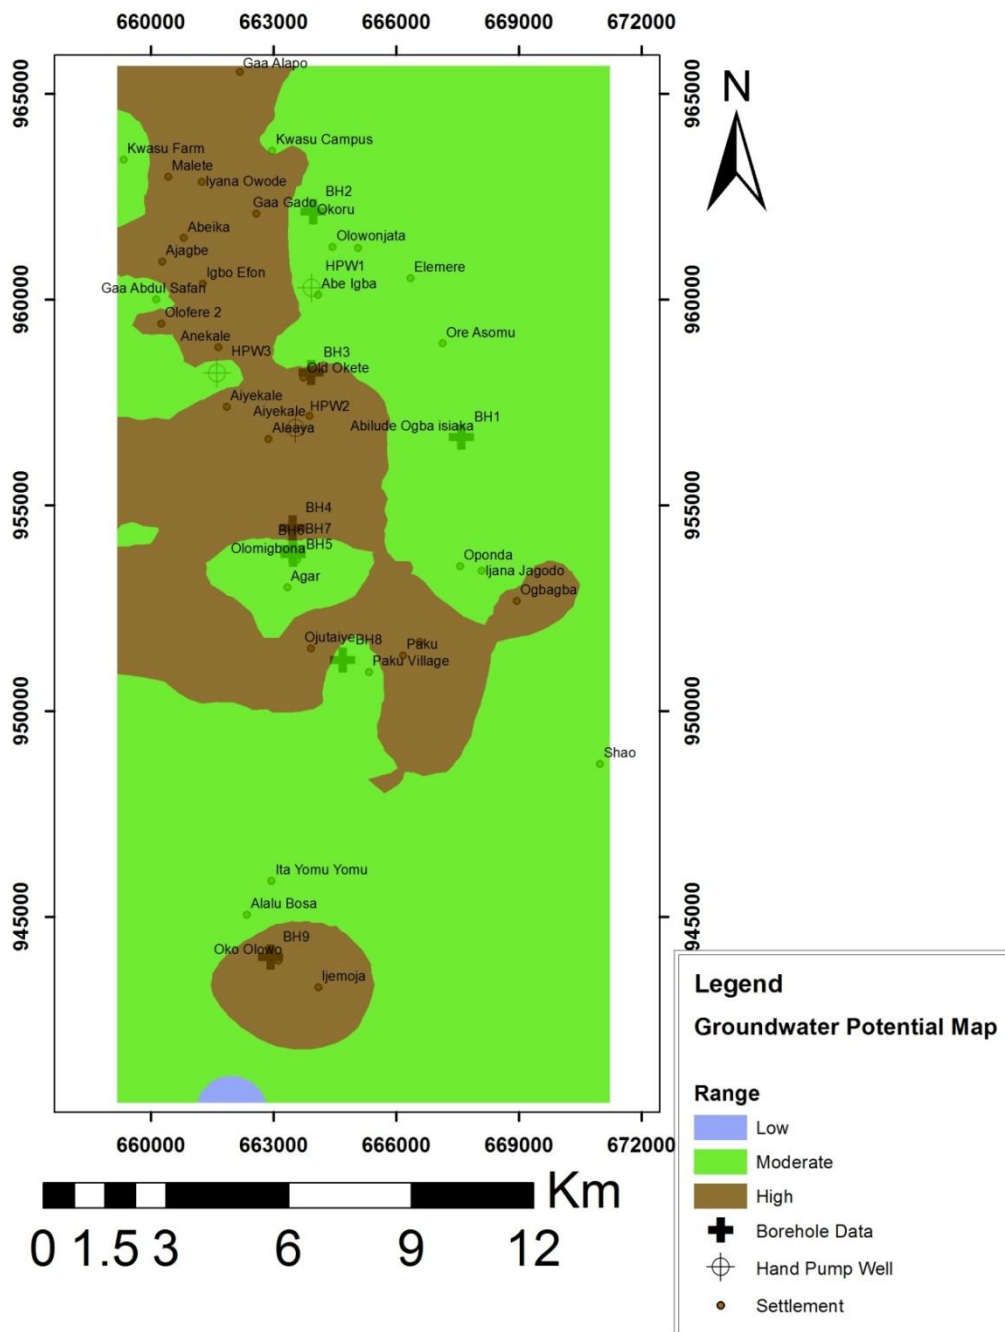 660000 663000 666000 669000 672000
965000 965000
N
Gaa Alapo
Kwasu Campus
Kwasu Farm
Malete
Iyana Owode
BH2
Gaa Gado
Okoru
Abeika
Olowonjata
Ajagbe
HPW1
Igbo Efon
Elemere
Abe Igba
Gaa Abdul Safari
960000 960000
Olofere 2
Anekale
Ore Asomu
HPW3
BH3
Old Okete
Aiyekale
HPW2
Aiyekale
BH1
Alaaya
Abilude Ogba isiaka
955000 955000
BH4
BH6
BH7
Olomigbona
BH5
Oponda
Ijana Jagodo
Agar
Ogbagba
Ojutaiye
BH8
Paku
Paku Village
950000 950000
Shao
Ita Yomu Yomu
Alalu Bosa
945000 945000
BH9
Oko Olowo
Ijemoja
660000 663000 666000 669000 672000
Km
0 1.5 3 6 9 12
Legend
Groundwater Potential Map
Range
Low
Moderate
High
Borehole Data
Hand Pump Well
Settlement